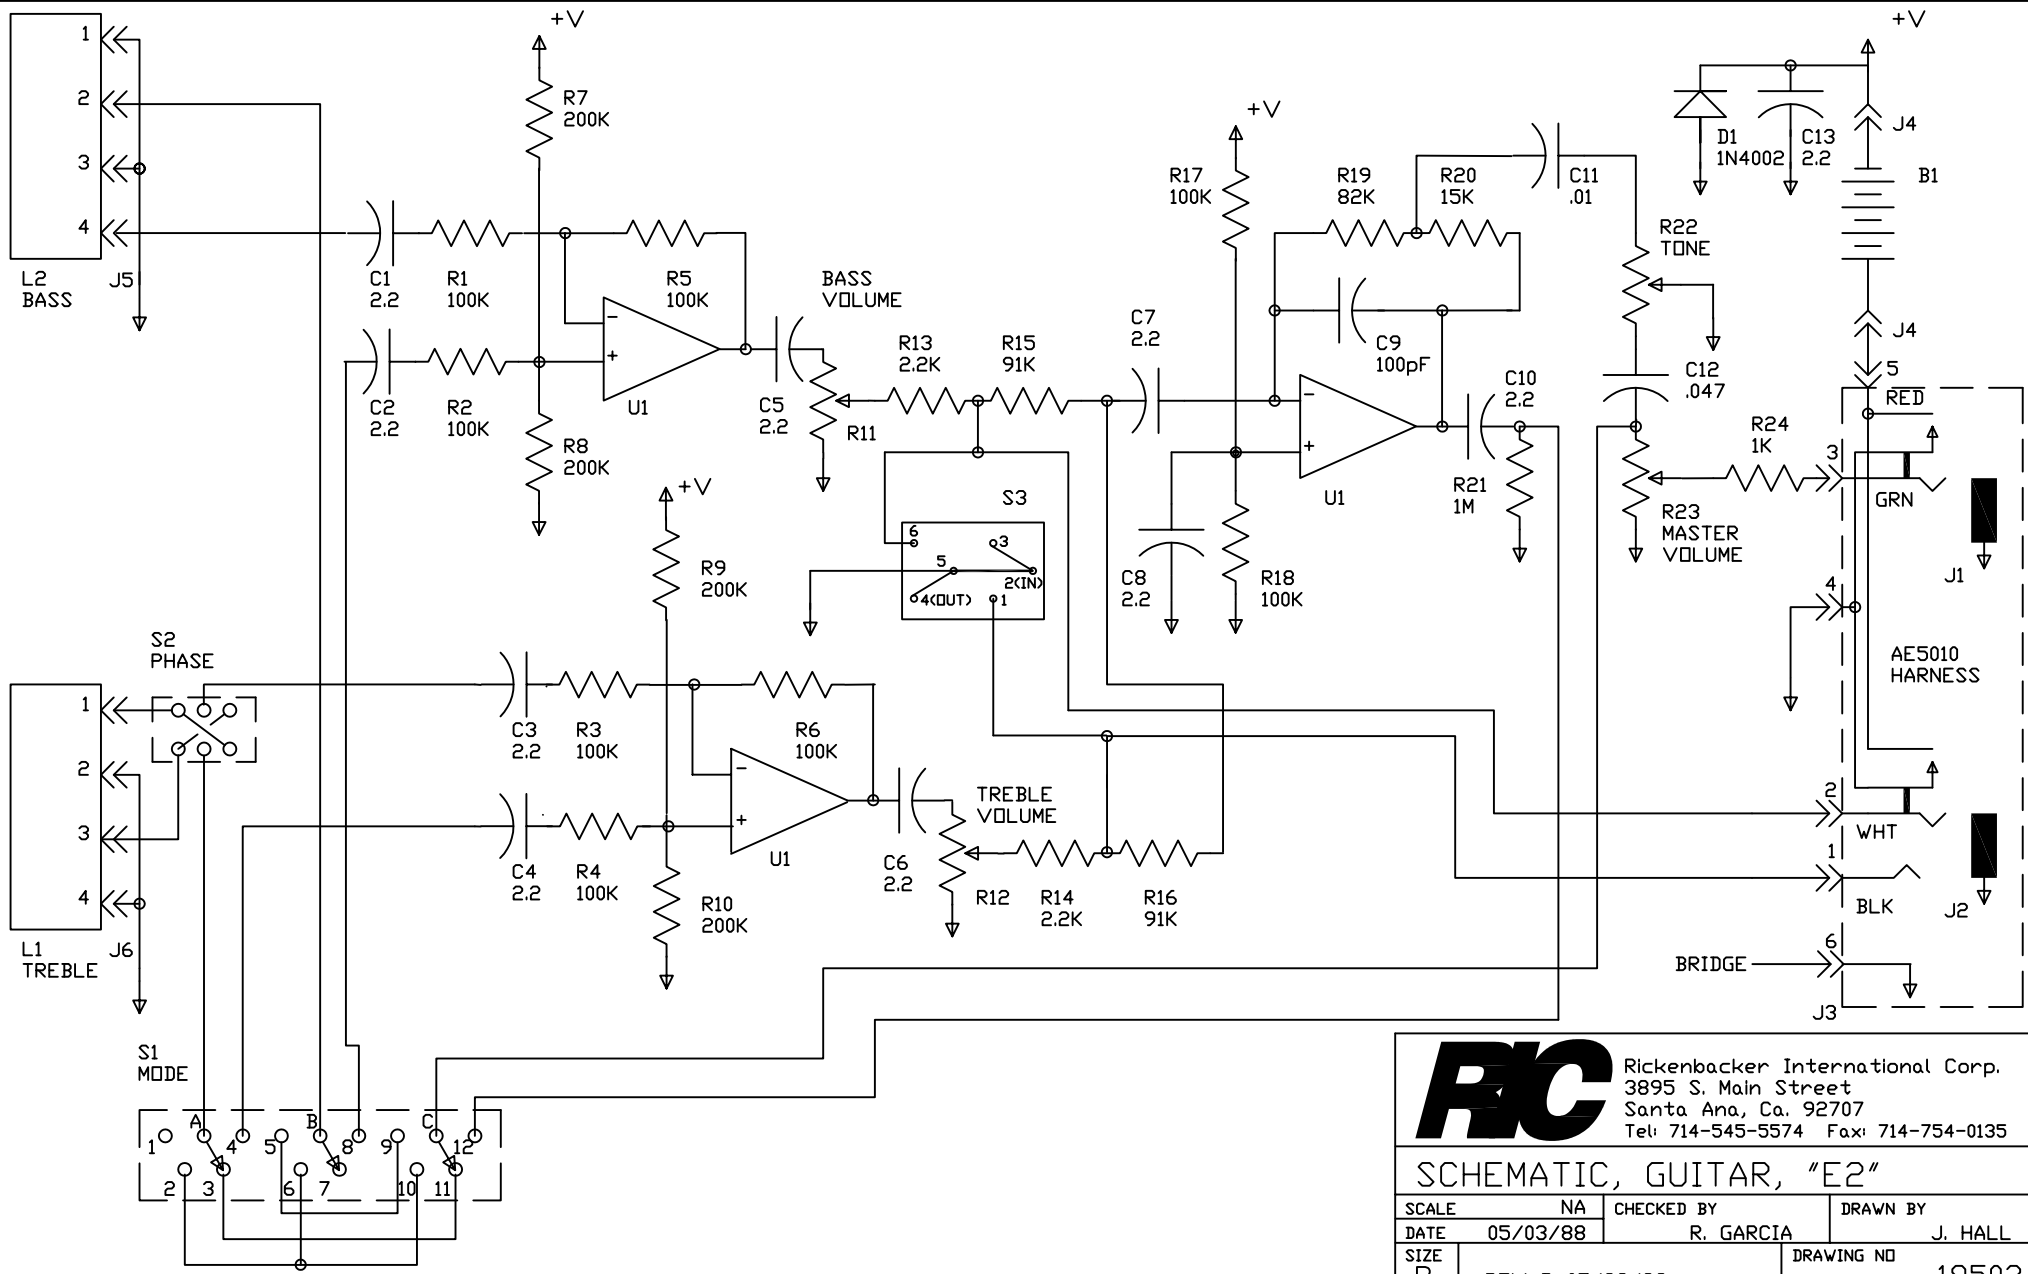 +V
+V
1
2
3
4
L2
BASS
J5
R7
200K
C1
2.2
R1
100K
R5
100K
C2
2.2
R2
100K
R8
200K
-
+
U1
BASS
VOLUME
C5
2.2
R11
R13
2.2K
R15
91K
C7
2.2
+V
R17
100K
R19
82K
R20
15K
C11
.01
C9
100pF
-
+
U1
C10
2.2
R21
1M
C8
2.2
R18
100K
D1
1N4002
C13
2.2
J4
B1
J4
R22
TONE
C12
.047
R24
1K
R23
MASTER
VOLUME
5
RED
3
GRN
J1
4
AE5010
HARNESS
2
WHT
1
BLK
J2
6
BRIDGE
J3
S3
6
3
5
2(IN)
4(OUT)
1
+V
R9
200K
S2
PHASE
1
2
3
4
L1
TREBLE
J6
C3
2.2
R3
100K
R6
100K
-
+
U1
C4
2.2
R4
100K
R10
200K
C6
2.2
TREBLE
VOLUME
R12
R14
2.2K
R16
91K
S1
MODE
A
B
C
1
4
5
8
9
12
2
3
6
7
10
11
RIC
Rickenbacker International Corp.
3895 S. Main Street
Santa Ana, Ca. 92707
Tel: 714-545-5574 Fax: 714-754-0135
SCHEMATIC, GUITAR, "E2"
SCALE NA
CHECKED BY
DRAWN BY
DATE 05/03/88
R. GARCIA
J. HALL
SIZE
DRAWING NO